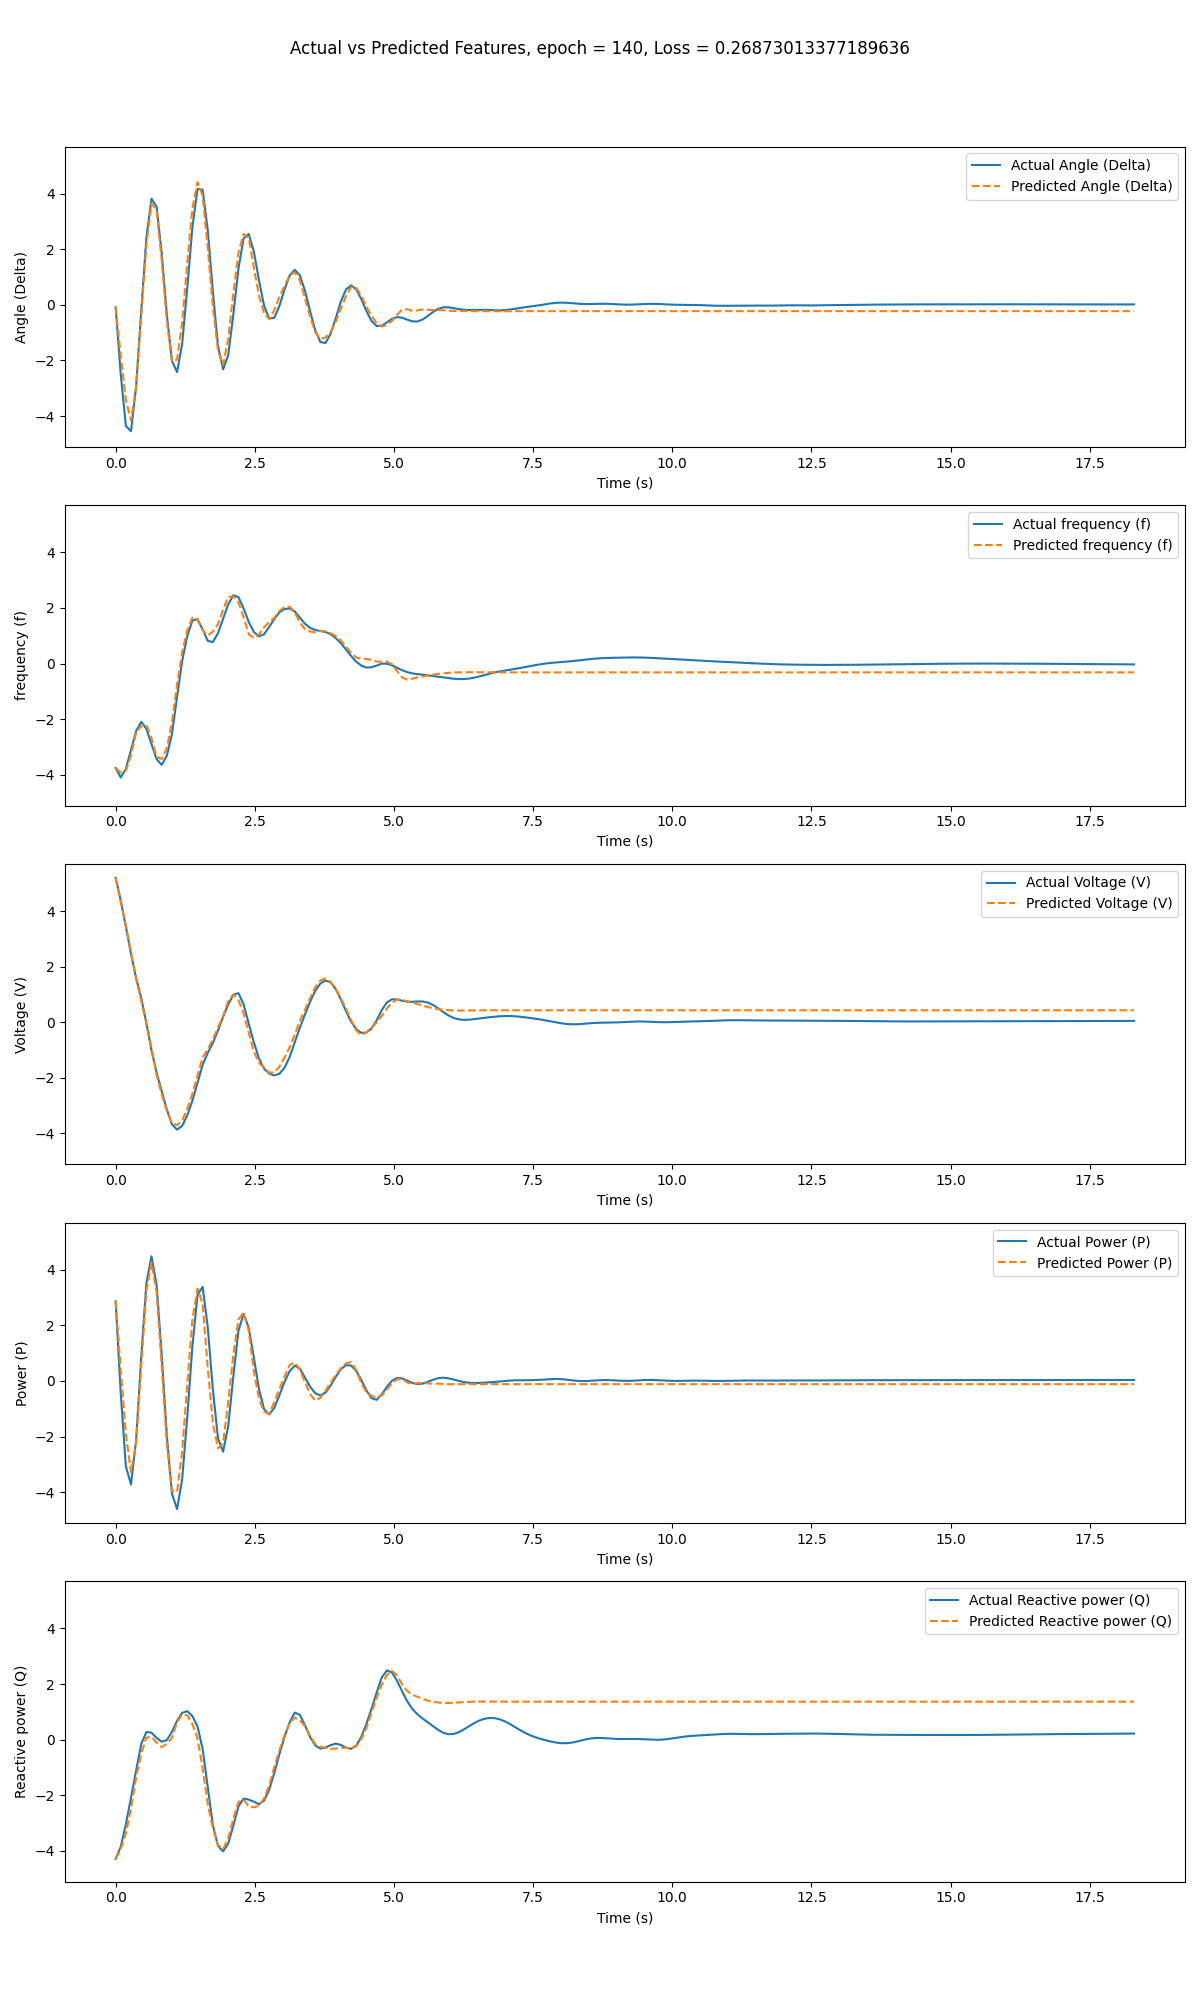 Actual vs Predicted Features, epoch = 140, Loss = 0.26873013377189636
Actual Angle (Delta)
Predicted Angle (Delta)
Angle (Delta)
4
2
0
−2
−4
0.0 2.5 5.0 7.5 10.0 12.5 15.0 17.5
Time (s)
Actual frequency (f)
Predicted frequency (f)
frequency (f)
4
2
0
−2
−4
0.0 2.5 5.0 7.5 10.0 12.5 15.0 17.5
Time (s)
Actual Voltage (V)
Predicted Voltage (V)
Voltage (V)
4
2
0
−2
−4
0.0 2.5 5.0 7.5 10.0 12.5 15.0 17.5
Time (s)
Actual Power (P)
Predicted Power (P)
Power (P)
4
2
0
−2
−4
0.0 2.5 5.0 7.5 10.0 12.5 15.0 17.5
Time (s)
Actual Reactive power (Q)
Predicted Reactive power (Q)
Reactive power (Q)
4
2
0
−2
−4
0.0 2.5 5.0 7.5 10.0 12.5 15.0 17.5
Time (s)